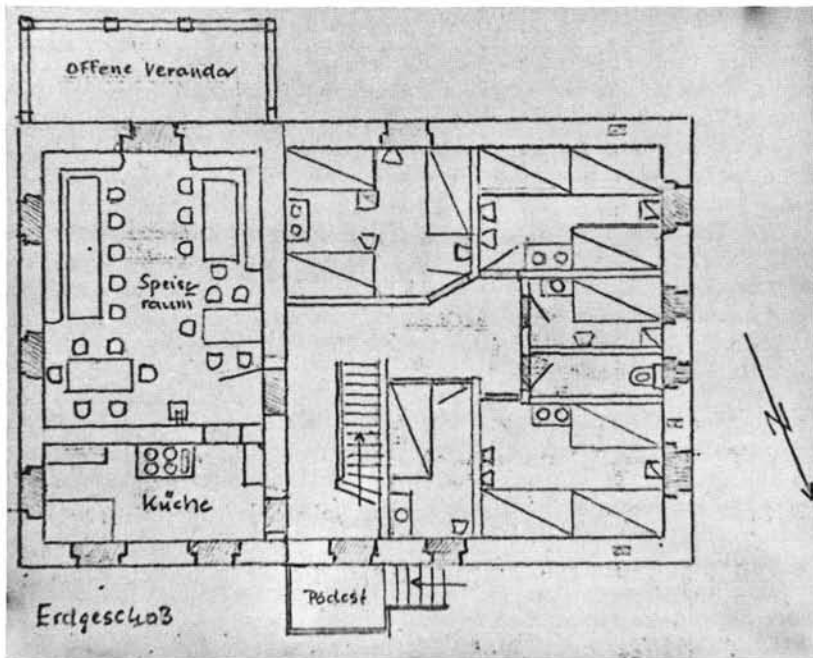 Offene Veranda
Speise
raum
Küche
Podest
Erdgeschoß
N